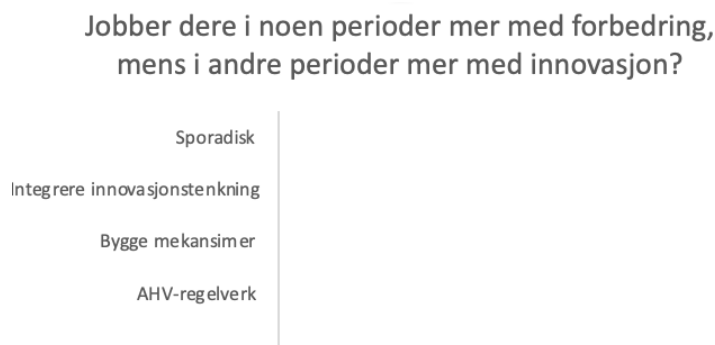 Jobber dere i noen perioder mer med forbedring,
mens i andre perioder mer med innovasjon?
Sporadisk
Integrere innovasjonstenkning
Bygge mekansimer
AHV-regelverk